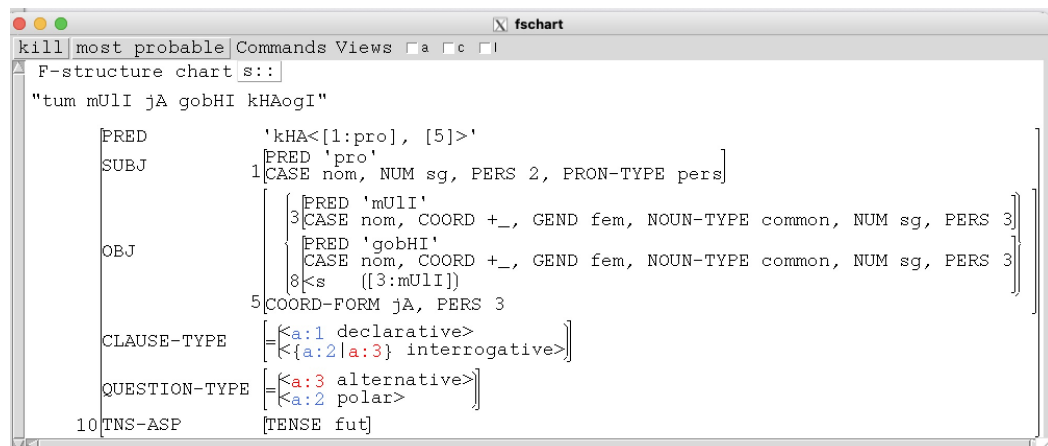 fschart
kill most probable Commands Views a c l
F-structure chart s::
"tum mUlI jA gobHI kHAogI"
PRED 'kHA<[1:pro], [5]>'
SUBJ 1 [PRED 'pro'
CASE nom, NUM sg, PERS 2, PRON-TYPE pers]
OBJ
3 [PRED 'mUlI'
CASE nom, COORD +_, GEND fem, NOUN-TYPE common, NUM sg, PERS 3]
[PRED 'gobHI'
CASE nom, COORD +_, GEND fem, NOUN-TYPE common, NUM sg, PERS 3
8 <s ([3:mUlI])]
5 COORD-FORM jA, PERS 3
CLAUSE-TYPE = <a:1 declarative>
<{a:2|a:3} interrogative>
QUESTION-TYPE = <a:3 alternative>
<a:2 polar>
10 TNS-ASP [TENSE fut]